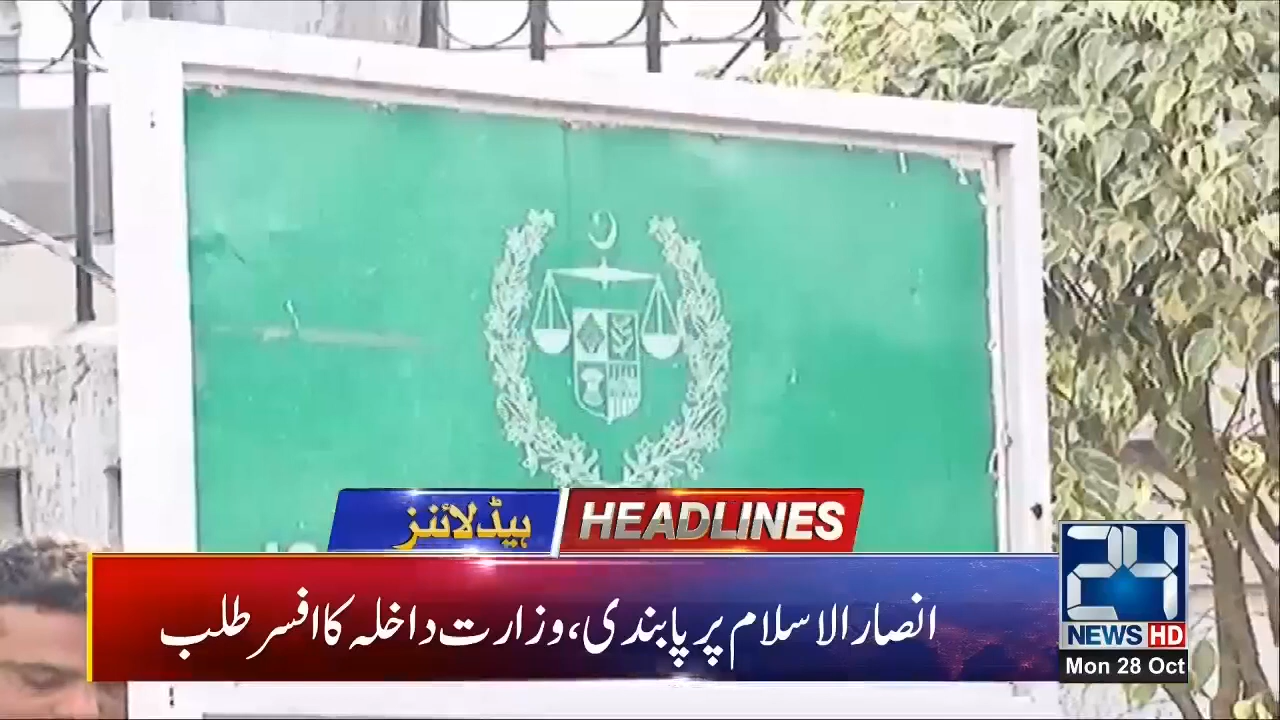 ہیڈلائنز HEADLINES
انصار الاسلام پر پابندی، وزارت داخلہ کا افسر طلب
24
NEWS HD
Mon 28 Oct